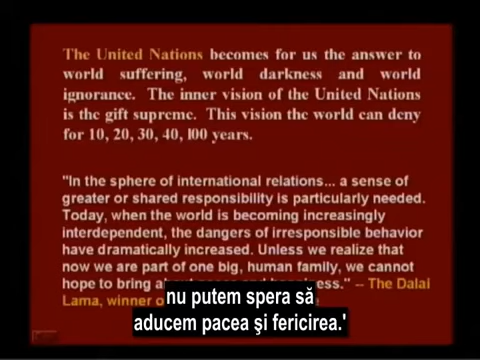 The United Nations becomes for us the answer to
world suffering, world darkness and world
ignorance. The inner vision of the United Nations
is the gift supreme. This vision the world can deny
for 10, 20, 30, 40, 100 years.
"In the sphere of international relations... a sense of
greater or shared responsibility is particularly needed.
Today, when the world is becoming increasingly
interdependent, the dangers of irresponsible behavior
have dramatically increased. Unless we realize that
now we are part of one big, human family, we cannot
hope to bring -- The Dalai
Lama, winner
nu putem spera să
aducem pacea şi fericirea.'